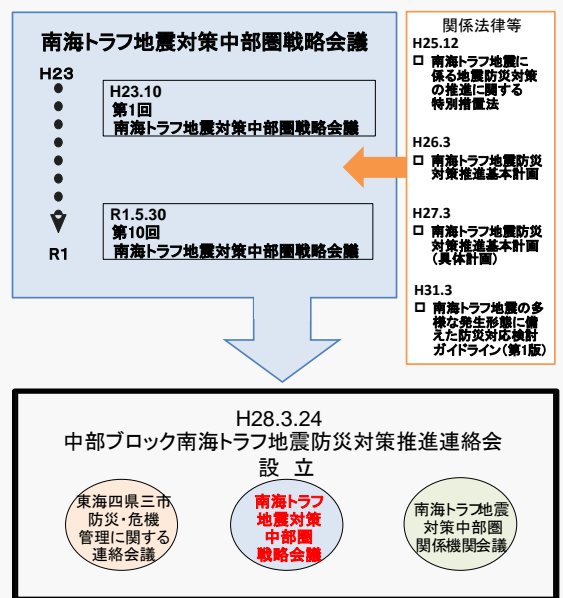 南海トラフ地震対策中部圏戦略会議
H23
H23.10
第1回
南海トラフ地震対策中部圏戦略会議
R1.5.30
第10回
南海トラフ地震対策中部圏戦略会議
R1
関係法律等
H25.12
□ 南海トラフ地震に
係る地震防災対策
の推進に関する
特別措置法
H26.3
□ 南海トラフ地震防災
対策推進基本計画
H27.3
□ 南海トラフ地震防災
対策推進基本計画
(具体計画)
H31.3
□ 南海トラフ地震の多
様な発生形態に備
えた防災対応検討
ガイドライン(第1版)
H28.3.24
中部ブロック南海トラフ地震防災対策推進連絡会
設 立
東海四県三市
防災・危機
管理に関する
連絡会議
南海トラフ
地震対策
中部圏
戦略会議
南海トラフ地震
対策中部圏
関係機関会議